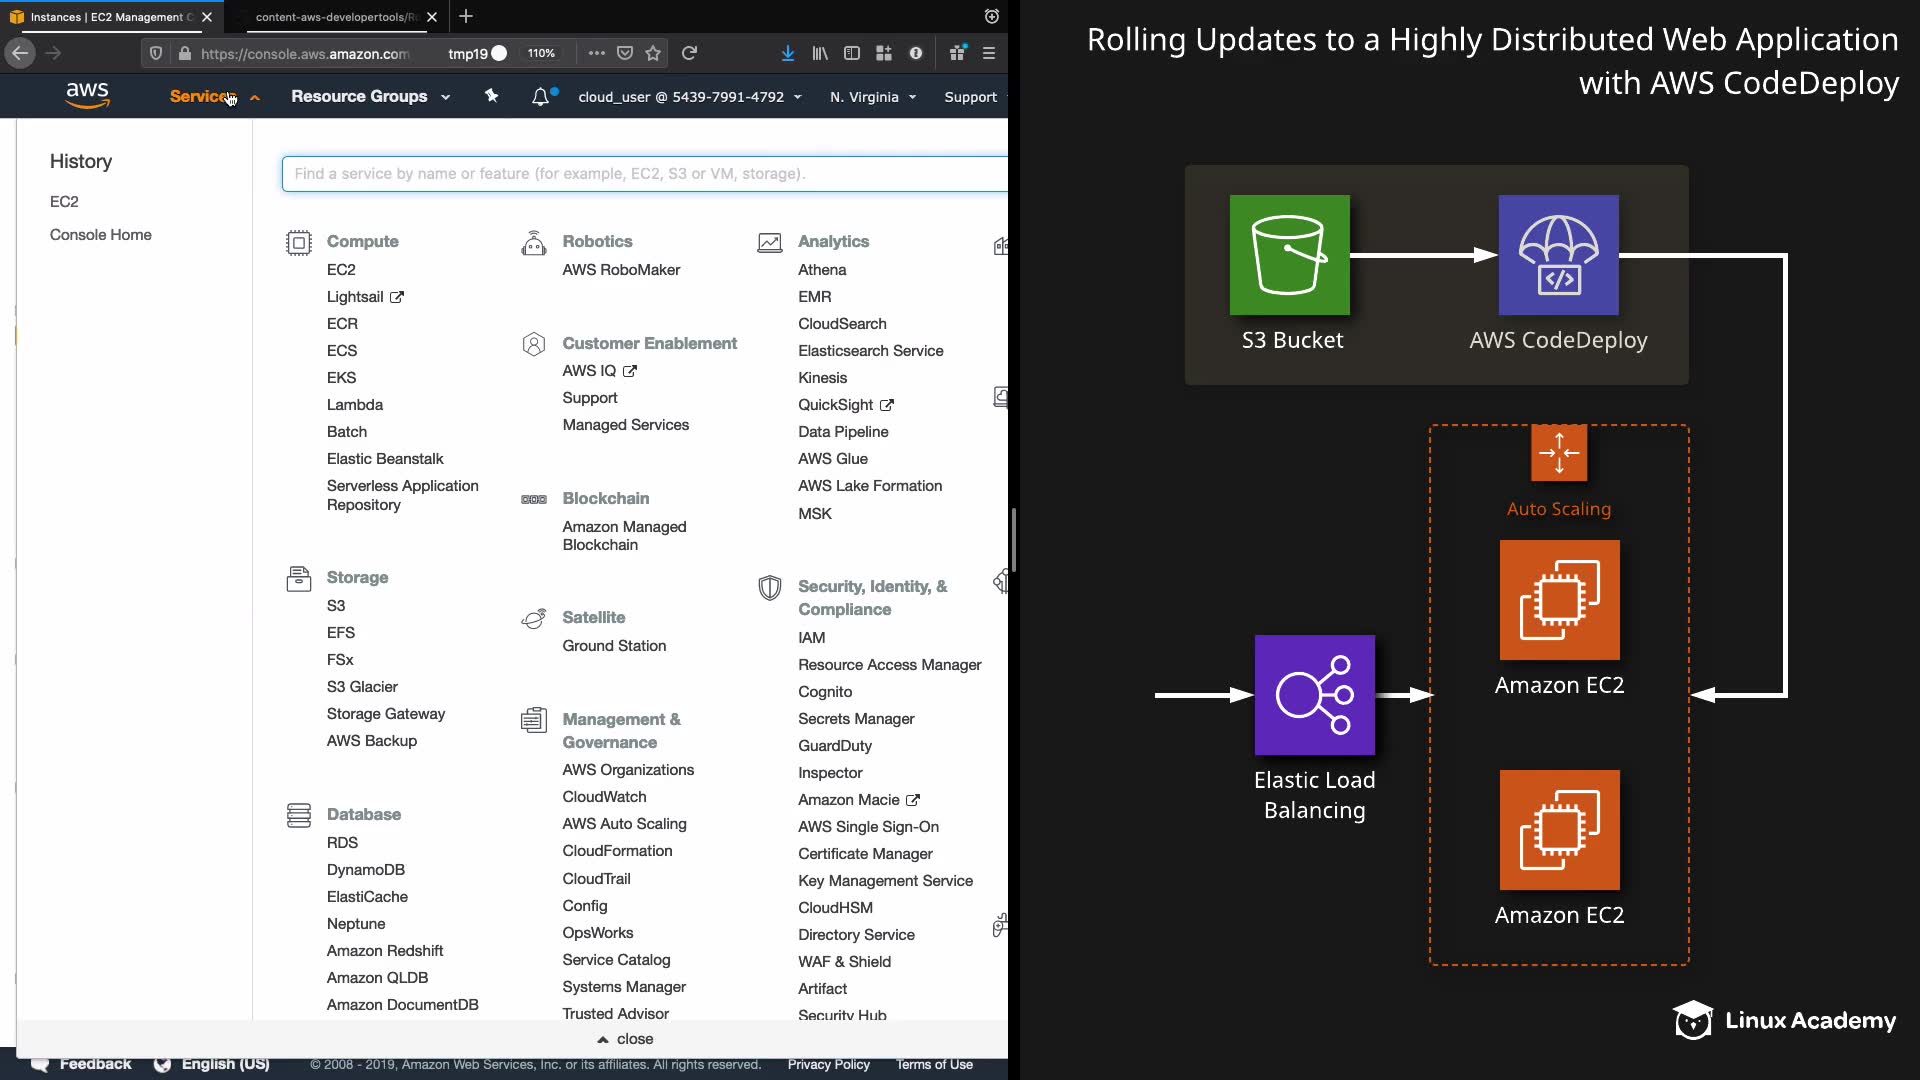 Instances | EC2 Management C
content-aws-developertools/R
https://console.aws.amazon.com
tmp19
110%
aws
Services
Resource Groups
cloud_user @ 5439-7991-4792
N. Virginia
Support
History
EC2
Console Home
Find a service by name or feature (for example, EC2, S3 or VM, storage).
Compute
EC2
Lightsail
ECR
ECS
EKS
Lambda
Batch
Elastic Beanstalk
Serverless Application
Repository
Storage
S3
EFS
FSx
S3 Glacier
Storage Gateway
AWS Backup
Database
RDS
DynamoDB
ElastiCache
Neptune
Amazon Redshift
Amazon QLDB
Amazon DocumentDB
Robotics
AWS RoboMaker
Customer Enablement
AWS IQ
Support
Managed Services
Blockchain
Amazon Managed
Blockchain
Satellite
Ground Station
Management &
Governance
AWS Organizations
CloudWatch
AWS Auto Scaling
CloudFormation
CloudTrail
Config
OpsWorks
Service Catalog
Systems Manager
Trusted Advisor
Analytics
Athena
EMR
CloudSearch
Elasticsearch Service
Kinesis
QuickSight
Data Pipeline
AWS Glue
AWS Lake Formation
MSK
Security, Identity, &
Compliance
IAM
Resource Access Manager
Cognito
Secrets Manager
GuardDuty
Inspector
Amazon Macie
AWS Single Sign-On
Certificate Manager
Key Management Service
CloudHSM
Directory Service
WAF & Shield
Artifact
Security Hub
close
Feedback
English (US)
© 2008 - 2019, Amazon Web Services, Inc. or its affiliates. All rights reserved.
Privacy Policy
Terms of Use
Rolling Updates to a Highly Distributed Web Application
with AWS CodeDeploy
S3 Bucket
AWS CodeDeploy
Auto Scaling
Amazon EC2
Elastic Load
Balancing
Amazon EC2
Linux Academy